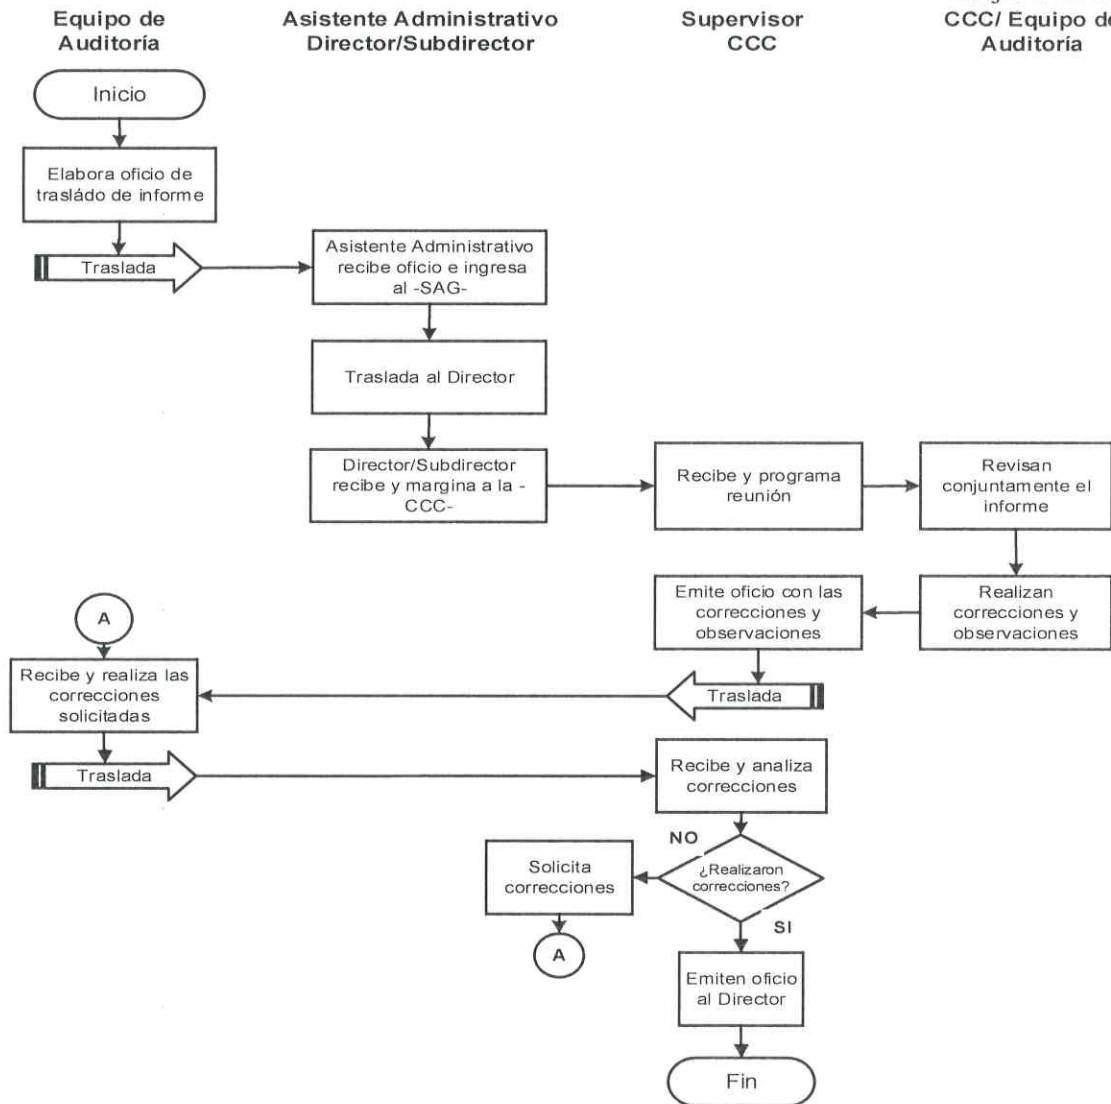 Equipo de
Auditoría
Asistente Administrativo
Director/Subdirector
Supervisor
CCC
CCC/ Equipo de
Auditoría
Inicio
Elabora oficio de
trasládo de informe
Traslada
Asistente Administrativo
recibe oficio e ingresa
al -SAG-
Traslada al Director
Director/Subdirector
recibe y margina a la -
CCC-
Recibe y programa
reunión
Revisan
conjuntamente el
informe
Realizan
correcciones y
observaciones
Emite oficio con las
correcciones y
observaciones
Traslada
A
Recibe y realiza las
correcciones
solicitadas
Traslada
Recibe y analiza
correcciones
¿Realizaron
correcciones?
NO
Solicita
correcciones
A
SI
Emiten oficio
al Director
Fin